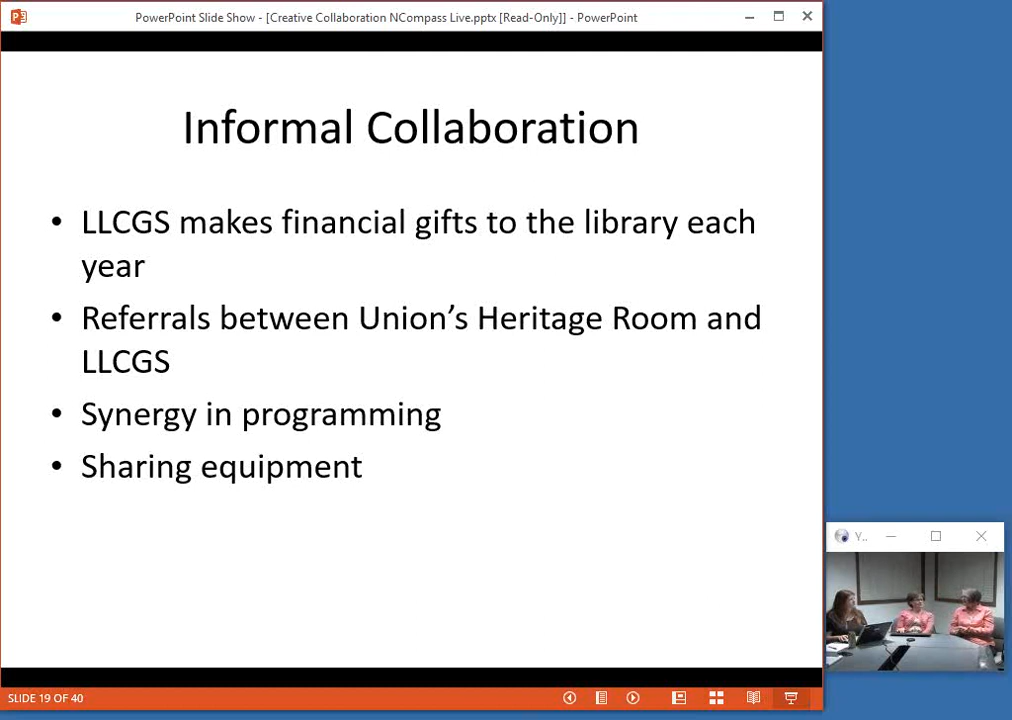 PowerPoint Slide Show - [Creative Collaboration NCompass Live.pptx [Read-Only]] - PowerPoint
Informal Collaboration
• LLCGS makes financial gifts to the library each
year
• Referrals between Union’s Heritage Room and
LLCGS
• Synergy in programming
• Sharing equipment
Y..
SLIDE 19 OF 40